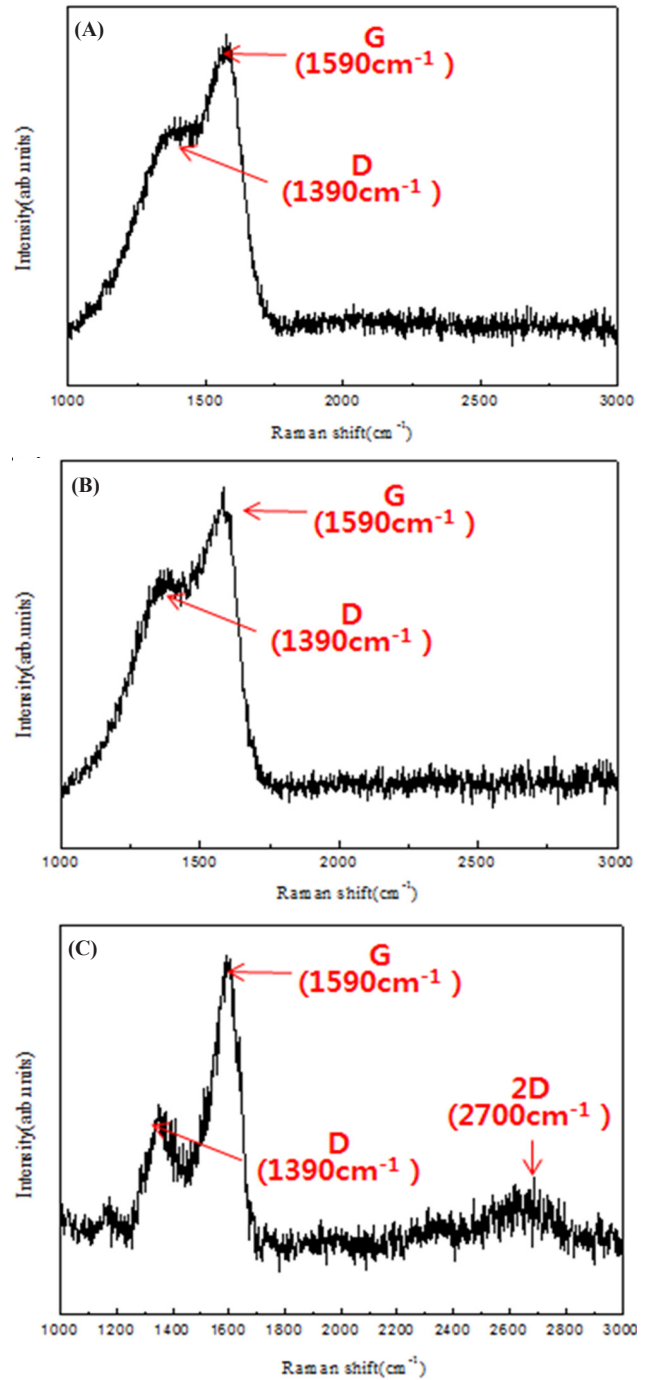 (A)
G
(1590cm⁻¹ )
D
(1390cm⁻¹ )
Intensity(arb.units)
1000 1500 2000 2500 3000
Raman shift(cm⁻¹)
(B)
G
(1590cm⁻¹ )
D
(1390cm⁻¹ )
Intensity(arb.units)
1000 1500 2000 2500 3000
Raman shift(cm⁻¹)
(C)
G
(1590cm⁻¹ )
2D
(2700cm⁻¹ )
D
(1390cm⁻¹ )
Intensity(arb.units)
1000 1200 1400 1600 1800 2000 2200 2400 2600 2800 3000
Raman shift(cm⁻¹)